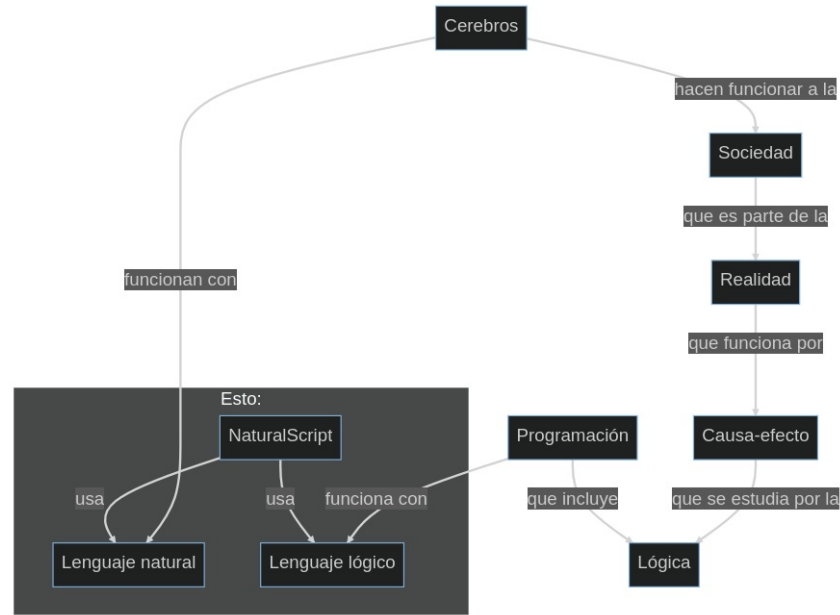 Cerebros
hacen funcionar a la
Sociedad
que es parte de la
funcionan con
Realidad
que funciona por
Esto:
NaturalScript
Programación
Causa-efecto
usa
usa
funciona con
que incluye
que se estudia por la
Lenguaje natural
Lenguaje lógico
Lógica